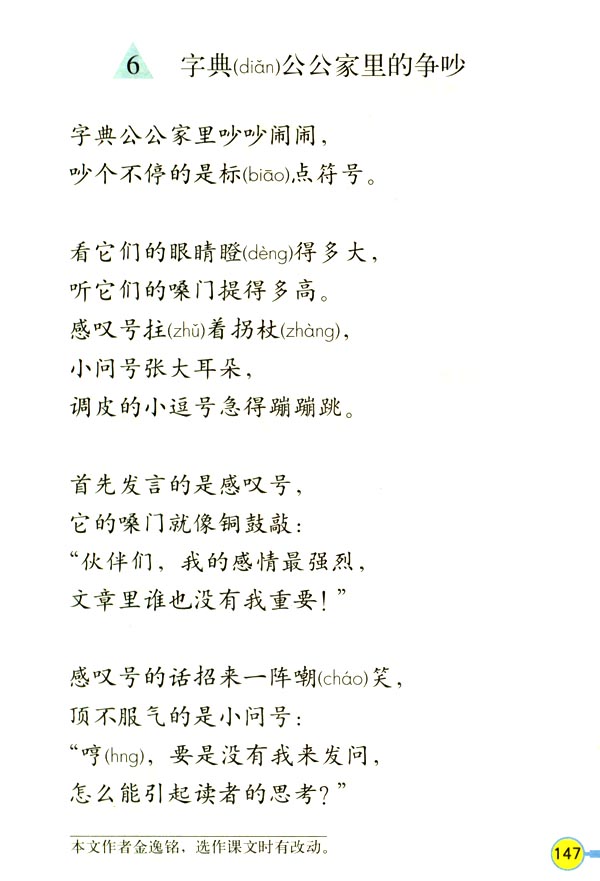 6 字典(diǎn)公公家里的争吵
字典公公家里吵吵闹闹，
吵个不停的是标(biāo)点符号。
看它们的眼睛瞪(dèng)得多大，
听它们的嗓门提得多高。
感叹号拄(zhǔ)着拐杖(zhàng)，
小问号张大耳朵，
调皮的小逗号急得蹦蹦跳。
首先发言的是感叹号，
它的嗓门就像铜鼓敲：
“伙伴们，我的感情最强烈，
文章里谁也没有我重要！”
感叹号的话招来一阵嘲(cháo)笑，
顶不服气的是小问号：
“哼(hng)，要是没有我来发问，
怎么能引起读者的思考？”
本文作者金逸铭，选作课文时有改动。
147